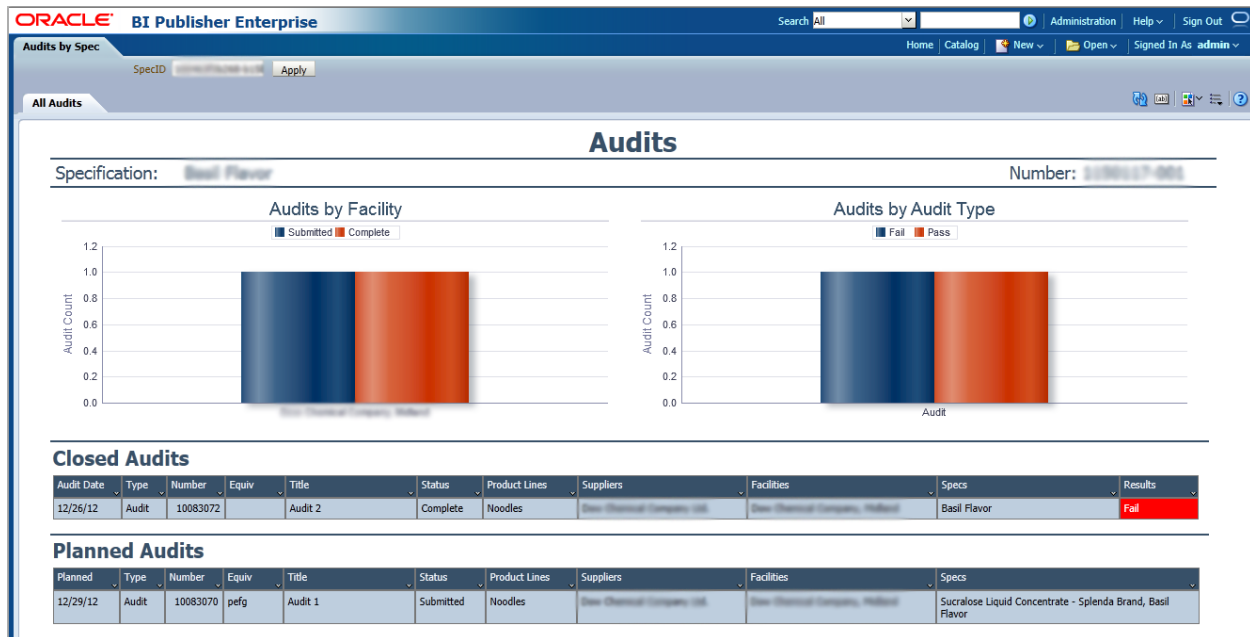 ORACLE BI Publisher Enterprise Search All Administration Help Sign Out
Audits by Spec Home Catalog New Open Signed In As admin
SpecID Apply
All Audits
Audits
Specification: Number:
Audits by Facility
Submitted Complete
1.2
1.0
0.8
0.6
0.4
0.2
0.0
Audit Count
Audits by Audit Type
Fail Pass
1.2
1.0
0.8
0.6
0.4
0.2
0.0
Audit Count
Audit
Closed Audits
Audit Date Type Number Equiv Title Status Product Lines Suppliers Facilities Specs Results
12/26/12 Audit 10083072 Audit 2 Complete Noodles Basil Flavor Fail
Planned Audits
Planned Type Number Equiv Title Status Product Lines Suppliers Facilities Specs
12/29/12 Audit 10083070 pefg Audit 1 Submitted Noodles Sucralose Liquid Concentrate - Splenda Brand, Basil
Flavor